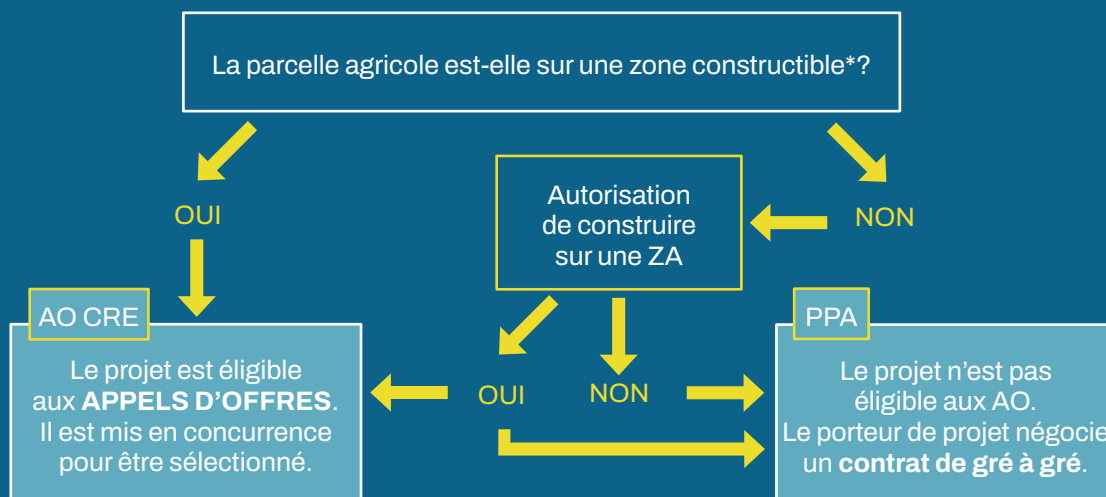 La parcelle agricole est-elle sur une zone constructible*?
OUI
Autorisation
de construire
sur une ZA
NON
AO CRE
Le projet est éligible
aux APPELS D’OFFRES.
Il est mis en concurrence
pour être sélectionné.
OUI
NON
PPA
Le projet n’est pas
éligible aux AO.
Le porteur de projet négocie
un contrat de gré à gré.